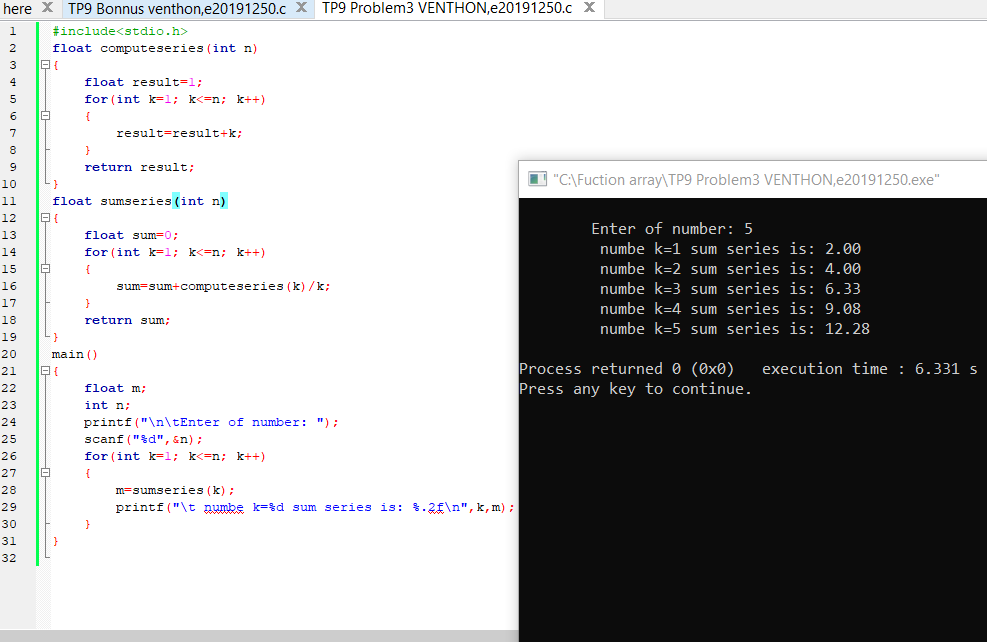 here TP9 Bonnus venthon,e20191250.c TP9 Problem3 VENTHON,e20191250.c
1 #include<stdio.h>
2 float computeseries(int n)
3 {
4 float result=1;
5 for(int k=1; k<=n; k++)
6 {
7 result=result+k;
8 }
9 return result;
10 }
11 float sumseries(int n)
12 {
13 float sum=0;
14 for(int k=1; k<=n; k++)
15 {
16 sum=sum+computeseries(k)/k;
17 }
18 return sum;
19 }
20 main()
21 {
22 float m;
23 int n;
24 printf("\n\tEnter of number: ");
25 scanf("%d",&n);
26 for(int k=1; k<=n; k++)
27 {
28 m=sumseries(k);
29 printf("\t numbe k=%d sum series is: %.2f\n",k,m);
30 }
31 }
32
"C:\Fuction array\TP9 Problem3 VENTHON,e20191250.exe"
Enter of number: 5
numbe k=1 sum series is: 2.00
numbe k=2 sum series is: 4.00
numbe k=3 sum series is: 6.33
numbe k=4 sum series is: 9.08
numbe k=5 sum series is: 12.28
Process returned 0 (0x0) execution time : 6.331 s
Press any key to continue.